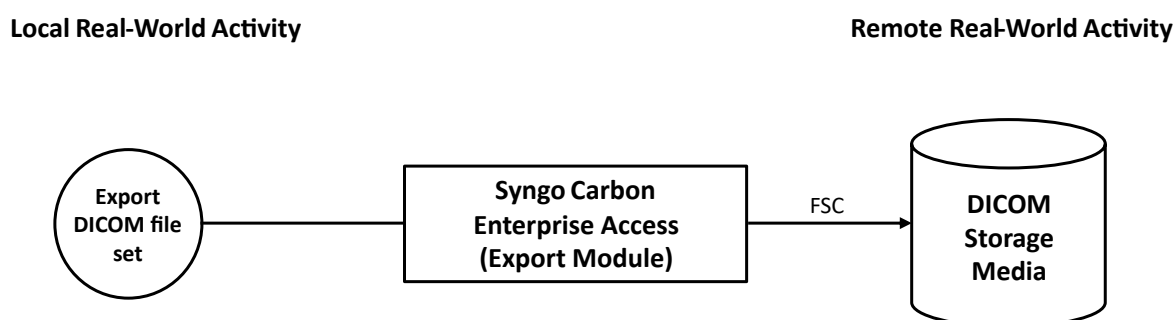 Local Real-World Activity
Remote Real-World Activity
Export
DICOM file
set
Syngo Carbon
Enterprise Access
(Export Module)
FSC
DICOM
Storage
Media